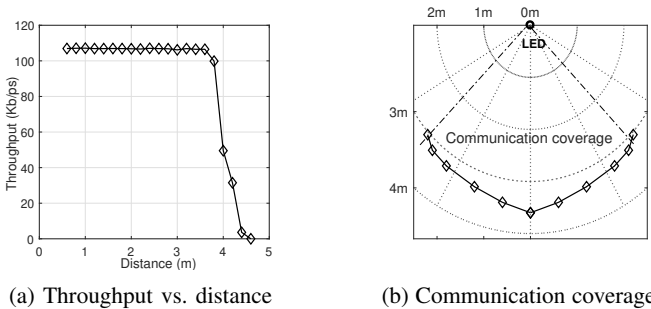 120
100
80
60
40
20
0
Throughput (Kb/ps)
0 1 2 3 4 5
Distance (m)
(a) Throughput vs. distance
2m 1m 0m
LED
3m
Communication coverage
4m
(b) Communication coverage